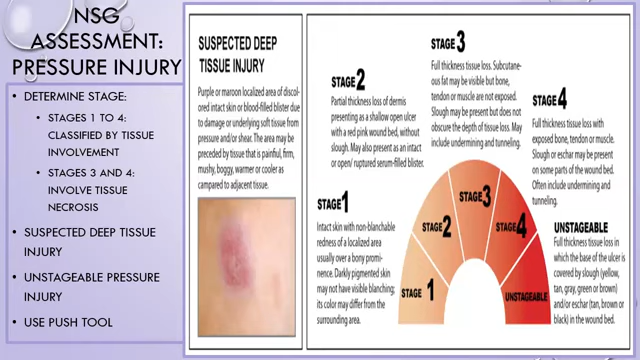 NSG
ASSESSMENT:
PRESSURE INJURY
• DETERMINE STAGE:
• STAGES 1 TO 4:
CLASSIFIED BY TISSUE
INVOLVEMENT
• STAGES 3 AND 4:
INVOLVE TISSUE
NECROSIS
• SUSPECTED DEEP TISSUE
INJURY
• UNSTAGEABLE PRESSURE
INJURY
• USE PUSH TOOL
SUSPECTED DEEP
TISSUE INJURY
Purple or maroon localized area of discol-
ored intact skin or blood-filled blister due
to damage or underlying soft tissue from
pressure and/or shear. The area may be
preceded by tissue that is painful, firm,
mushy, boggy, warmer or cooler as
campared to adjacent tissue.
STAGE 1
Intact skin with non-blanchable
redness of a localized area
usually over a bony promi-
nence. Darkly pigmented skin
may not have visible blanching;
its color may differ from the
surrounding area.
STAGE 2
Partial thickness loss of dermis
presenting as a shallow open ulcer
with a red pink wound bed, without
slough. May also present as an intact
or open/ ruptured serum-filled blister.
STAGE 3
Full thickness tissue loss. Subcutane-
ous fat may be visible but bone,
tendon or muscle are not exposed.
Slough may be present but does not
obscure the depth of tissue loss. May
include undermining and tunneling.
STAGE 4
Full thickness tissue loss with
exposed bone, tendon or muscle.
Slough or eschar may be present
on some parts of the wound bed.
Often include undermining and
tunneling.
UNSTAGEABLE
Full thickness tissue loss in
which the base of the ulcer is
covered by slough (yellow,
tan, gray, green or brown)
and/or eschar (tan, brown or
black) in the wound bed.
STAGE 1
STAGE 2
STAGE 3
STAGE 4
UNSTAGEABLE